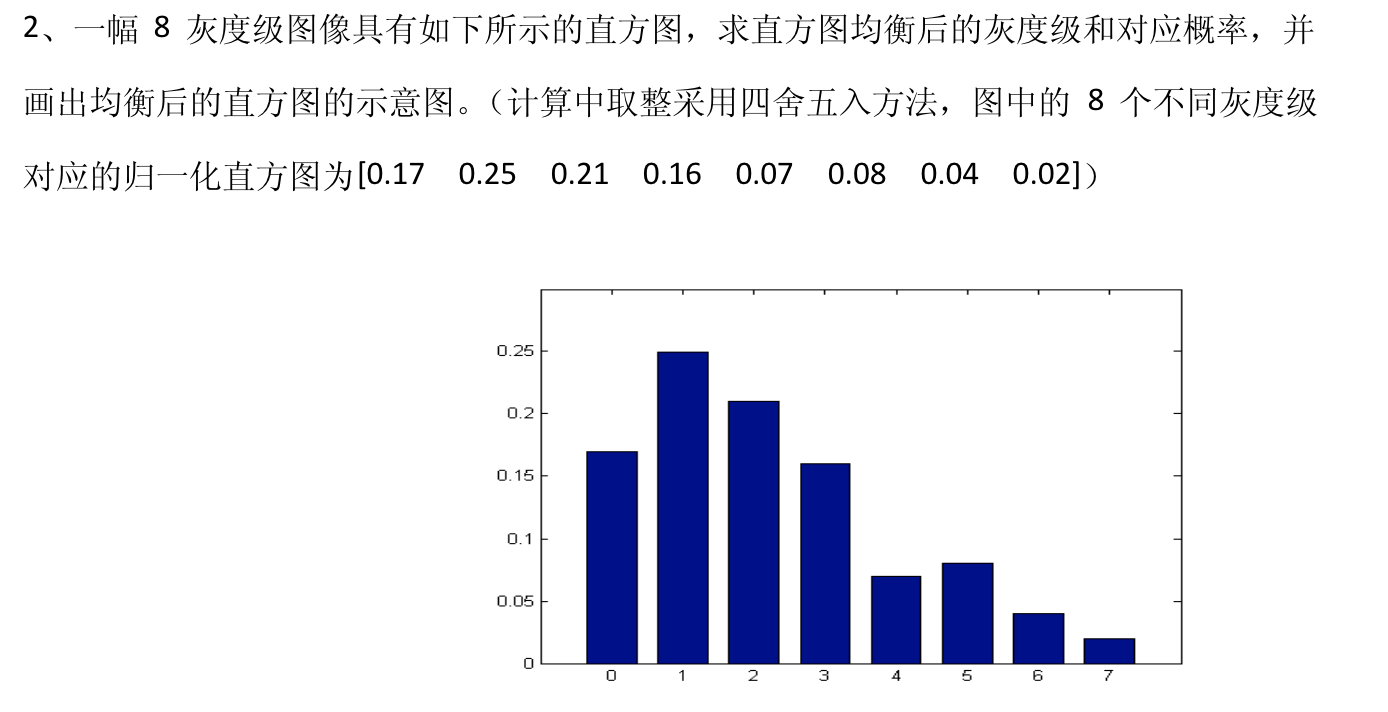 2、一幅 8 灰度级图像具有如下所示的直方图，求直方图均衡后的灰度级和对应概率，并
画出均衡后的直方图的示意图。（计算中取整采用四舍五入方法，图中的 8 个不同灰度级
对应的归一化直方图为[0.17 0.25 0.21 0.16 0.07 0.08 0.04 0.02]）
0.25
0.2
0.15
0.1
0.05
0
0 1 2 3 4 5 6 7